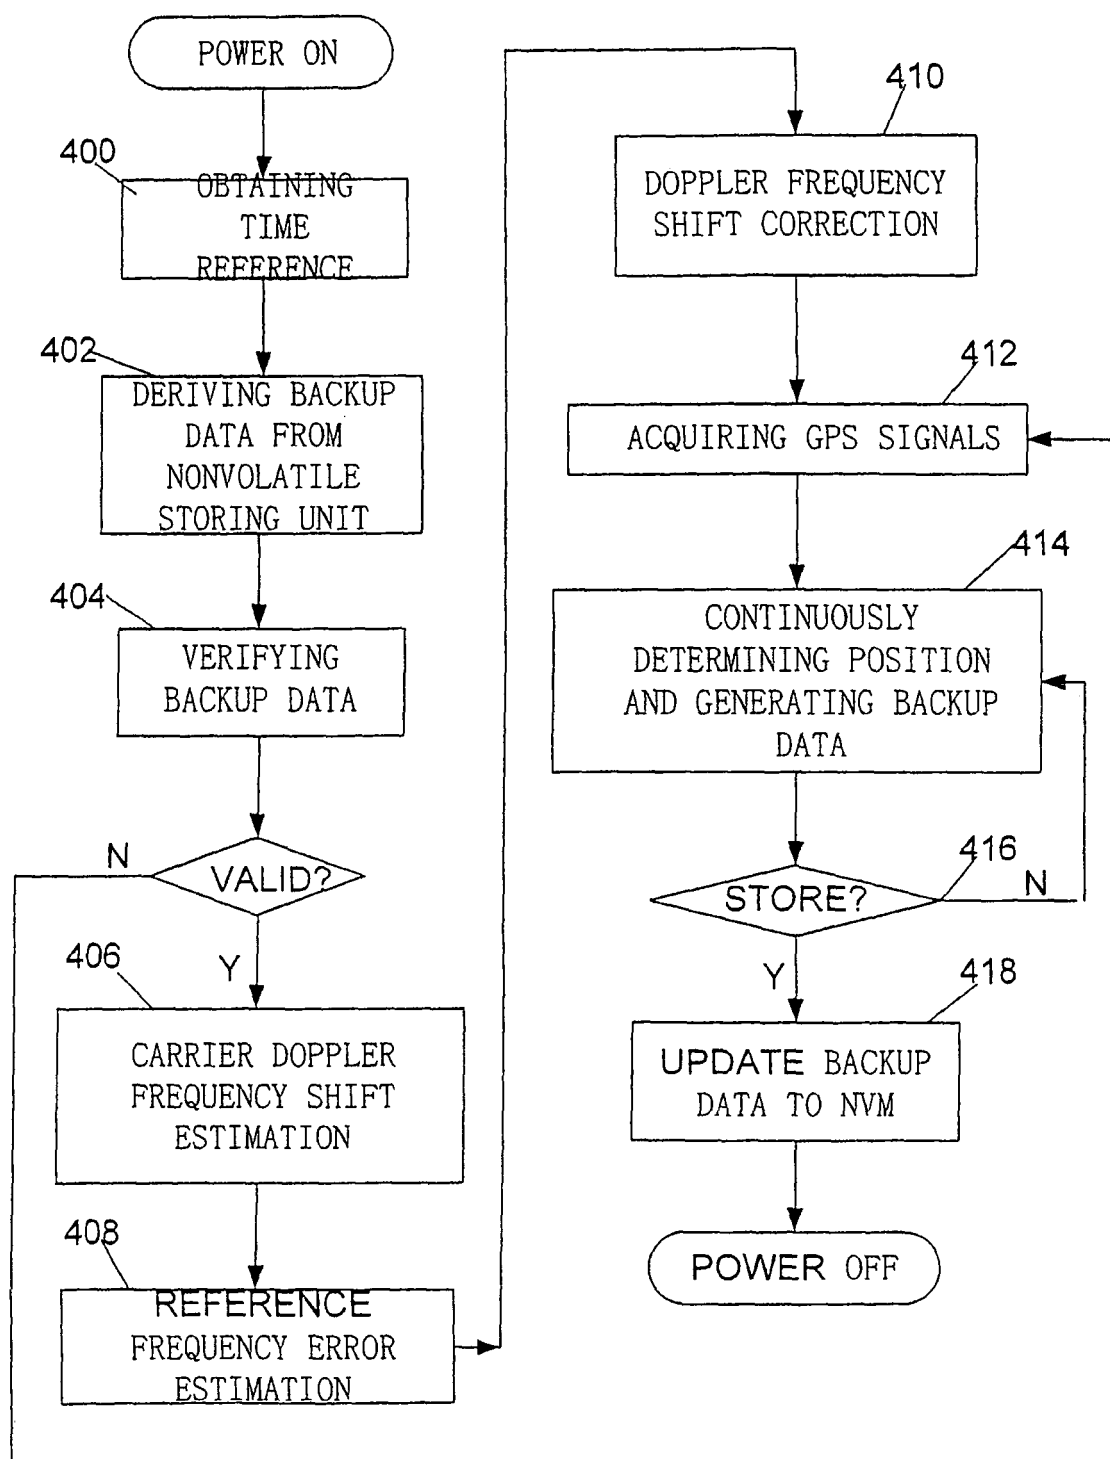 POWER ON
400
OBTAINING
TIME
REFERENCE
402
DERIVING BACKUP
DATA FROM
NONVOLATILE
STORING UNIT
404
VERIFYING
BACKUP DATA
N
VALID?
Y
406
CARRIER DOPPLER
FREQUENCY SHIFT
ESTIMATION
408
REFERENCE
FREQUENCY ERROR
ESTIMATION
410
DOPPLER FREQUENCY
SHIFT CORRECTION
412
ACQUIRING GPS SIGNALS
414
CONTINUOUSLY
DETERMINING POSITION
AND GENERATING BACKUP
DATA
416
STORE?
N
Y
418
UPDATE BACKUP
DATA TO NVM
POWER OFF